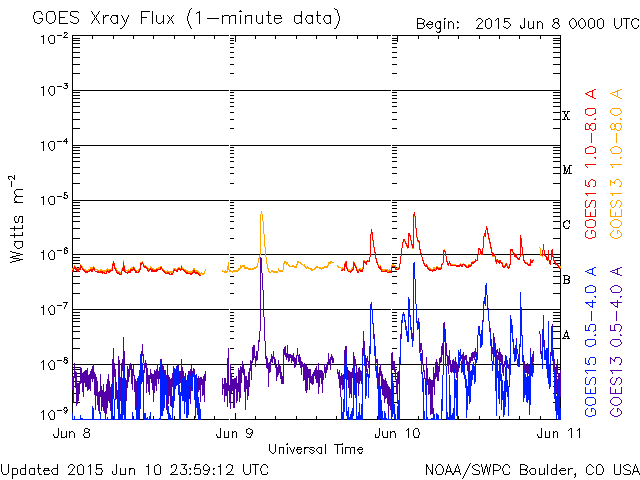 GOES Xray Flux (1-minute data)
Begin: 2015 Jun 8 0000 UTC
10-2
10-3
10-4
10-5
10-6
10-7
10-8
10-9
Watts m-2
X
M
C
B
A
GOES15 1.0-8.0 A
GOES13 1.0-8.0 A
GOES15 0.5-4.0 A
GOES13 0.5-4.0 A
Jun 8
Jun 9
Jun 10
Jun 11
Universal Time
Updated 2015 Jun 10 23:59:12 UTC
NOAA/SWPC Boulder, CO USA